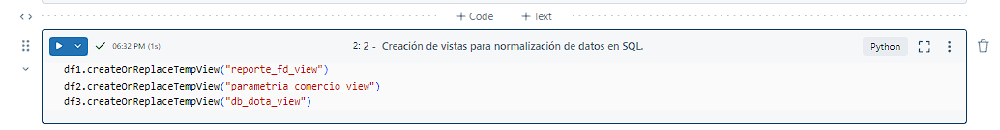 + Code + Text
06:32 PM (1s) 2: 2 - Creación de vistas para normalización de datos en SQL. Python
df1.createOrReplaceTempView("reporte_fd_view")
df2.createOrReplaceTempView("parametria_comercio_view")
df3.createOrReplaceTempView("db_dota_view")